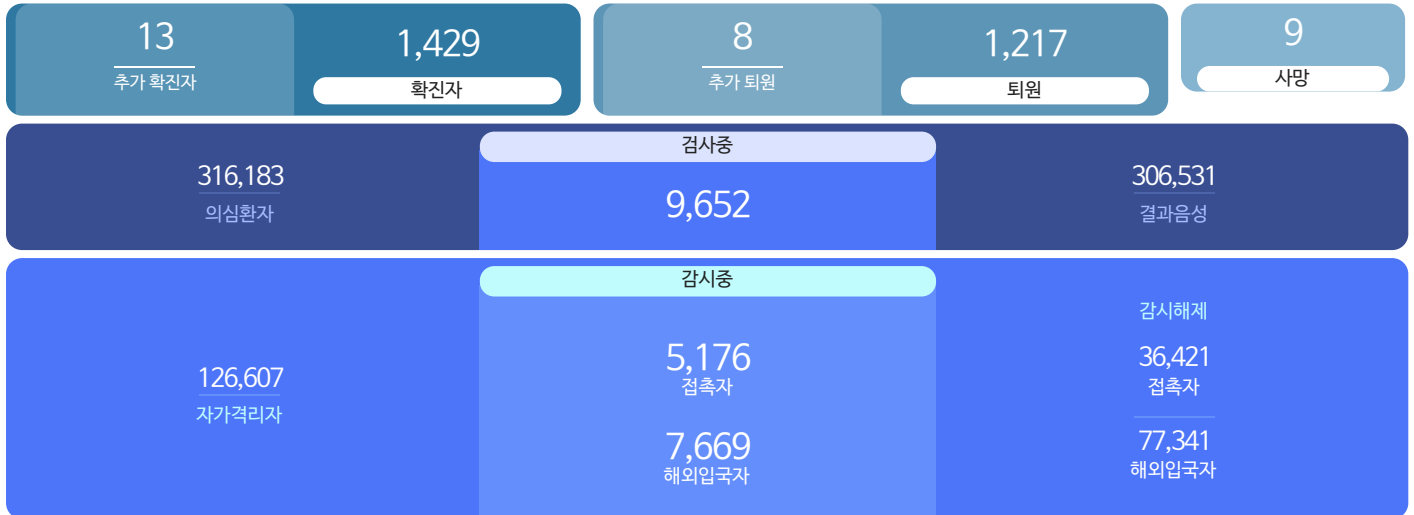 13
추가 확진자
1,429
확진자
8
추가 퇴원
1,217
퇴원
9
사망
316,183
의심환자
검사중
9,652
306,531
결과음성
126,607
자가격리자
감시중
5,176
접촉자
7,669
해외입국자
감시해제
36,421
접촉자
77,341
해외입국자